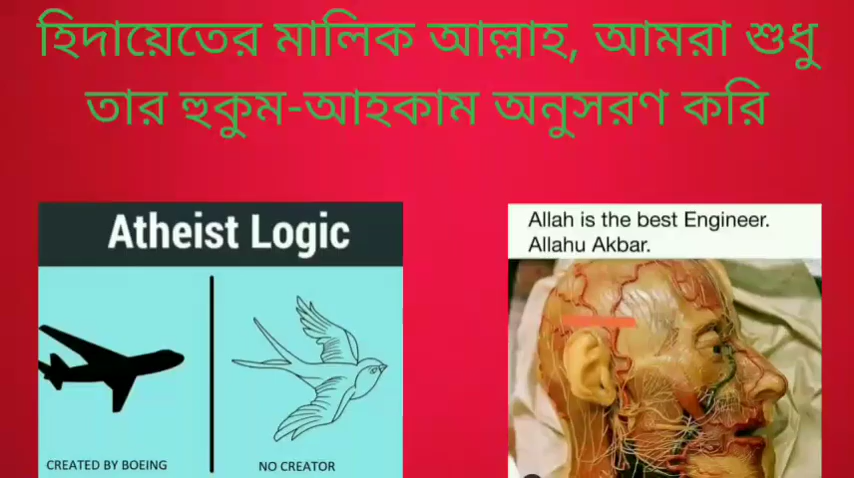 হিদায়েতের মালিক আল্লাহ, আমরা শুধু
তার হুকুম-আহকাম অনুসরণ করি
Atheist Logic
CREATED BY BOEING
NO CREATOR
Allah is the best Engineer.
Allahu Akbar.